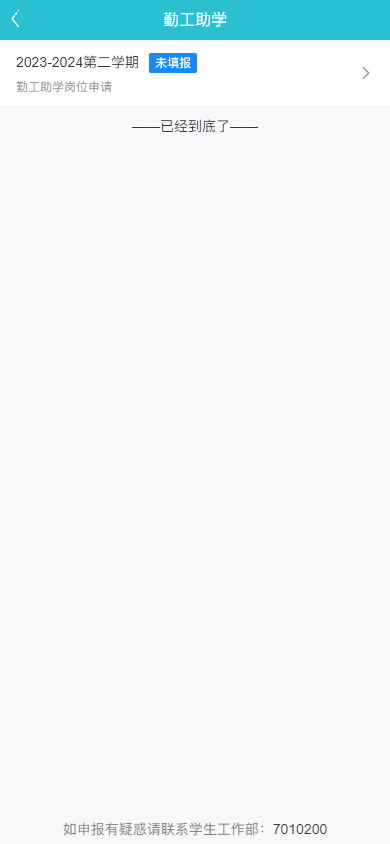 勤工助学
2023-2024第二学期 未填报
勤工助学岗位申请
——已经到底了——
如申报有疑惑请联系学生工作部：7010200